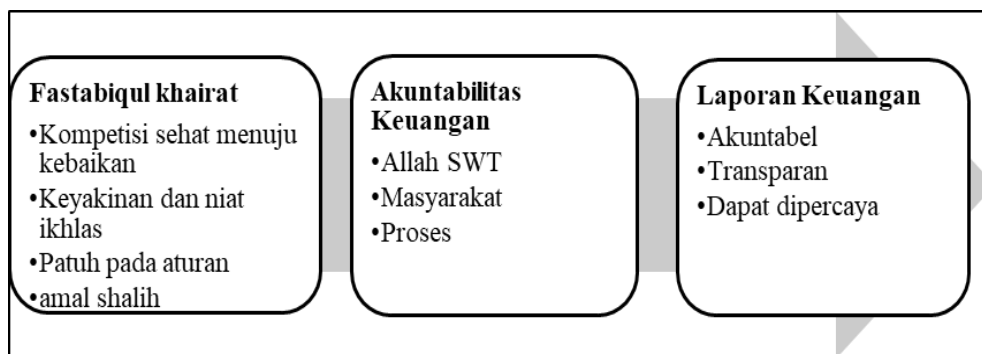 Fastabiqul khairat
•Kompetisi sehat menuju
kebaikan
•Keyakinan dan niat
ikhlas
•Patuh pada aturan
•amal shalih
Akuntabilitas
Keuangan
•Allah SWT
•Masyarakat
•Proses
Laporan Keuangan
•Akuntabel
•Transparan
•Dapat dipercaya